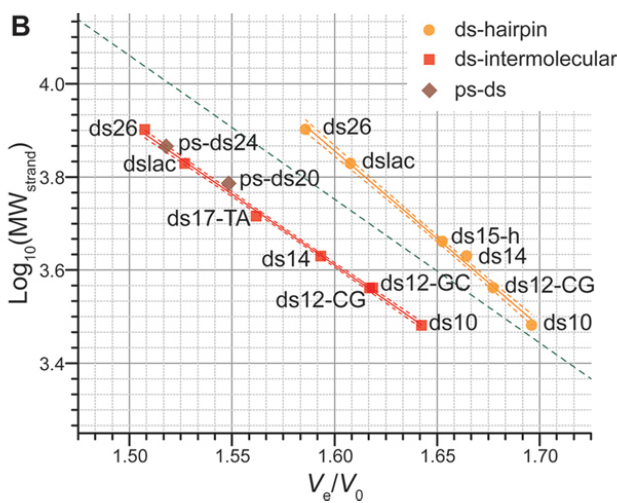 B
ds-hairpin
ds-intermolecular
ps-ds
4.0
3.8
3.6
3.4
Log10(MWstrand)
ds26
ps-ds24
dslac
ps-ds20
ds17-TA
ds14
ds12-GC
ds12-CG
ds10
ds26
dslac
ds15-h
ds14
ds12-CG
ds10
1.50 1.55 1.60 1.65 1.70
Ve/V0